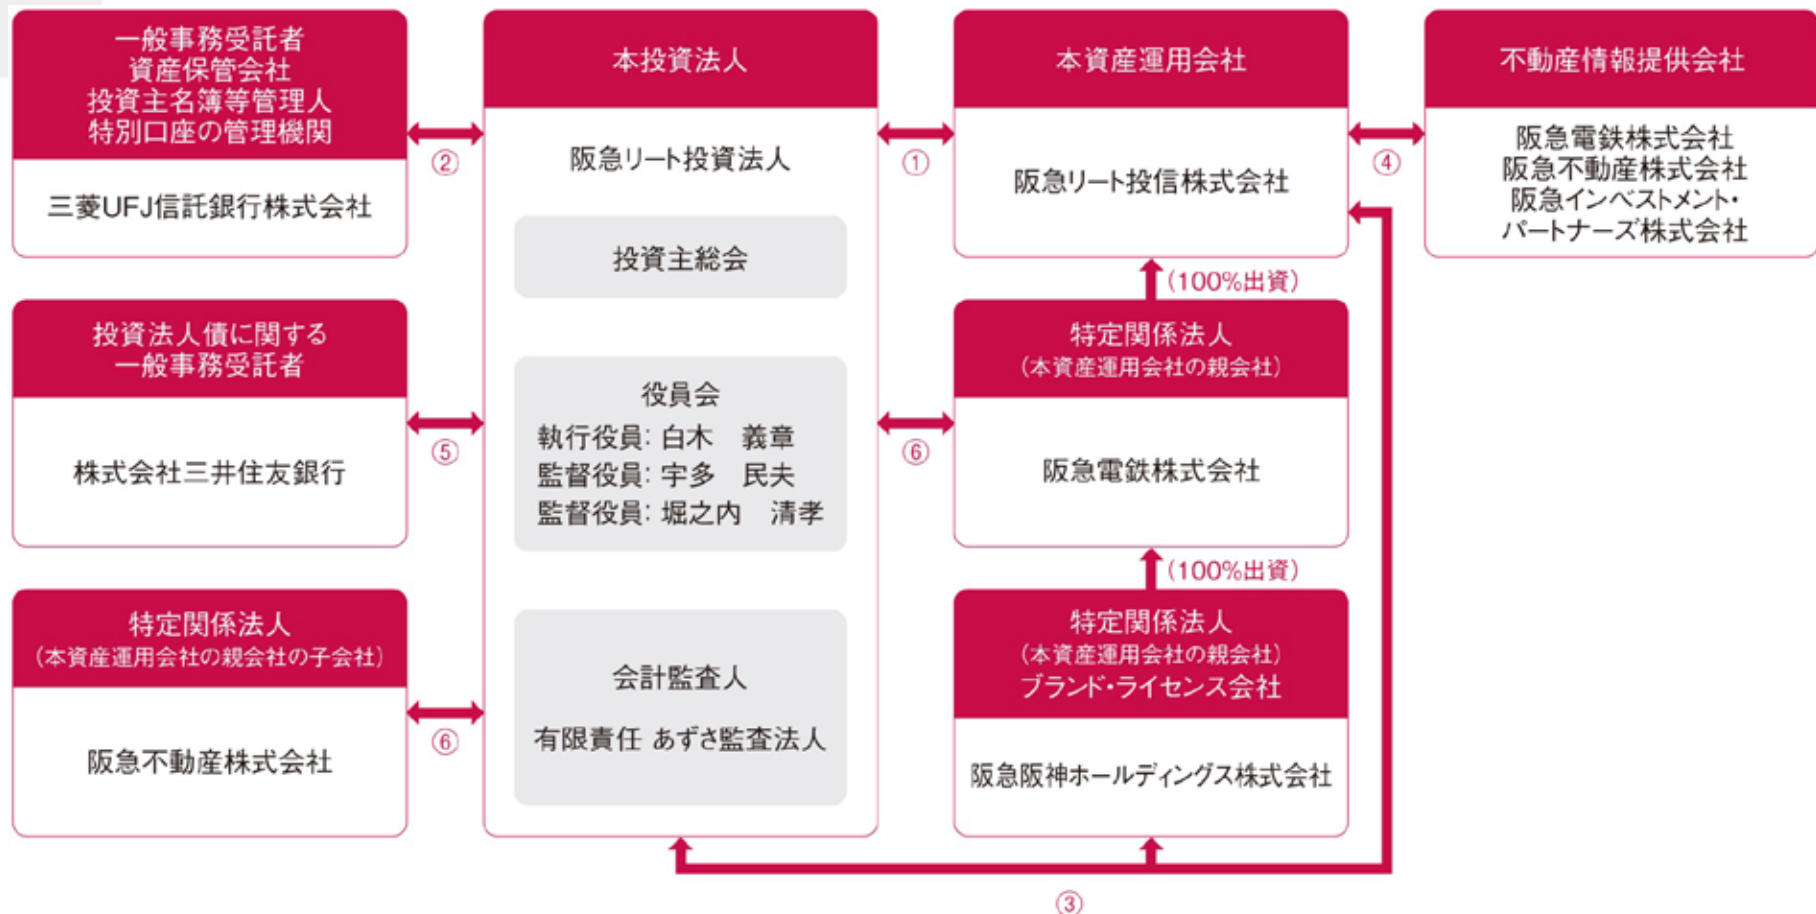 一般事務受託者
資産保管会社
投資主名簿等管理人
特別口座の管理機関
三菱UFJ信託銀行株式会社
②
投資法人債に関する
一般事務受託者
株式会社三井住友銀行
⑤
特定関係法人
(本資産運用会社の親会社の子会社)
阪急不動産株式会社
⑥
本投資法人
阪急リート投資法人
投資主総会
役員会
執行役員: 白木　義章
監督役員: 宇多　民夫
監督役員: 堀之内　清孝
会計監査人
有限責任 あずさ監査法人
①
⑥
本資産運用会社
阪急リート投信株式会社
(100%出資)
特定関係法人
(本資産運用会社の親会社)
阪急電鉄株式会社
(100%出資)
特定関係法人
(本資産運用会社の親会社)
ブランド・ライセンス会社
阪急阪神ホールディングス株式会社
③
④
不動産情報提供会社
阪急電鉄株式会社
阪急不動産株式会社
阪急インベストメント・
パートナーズ株式会社